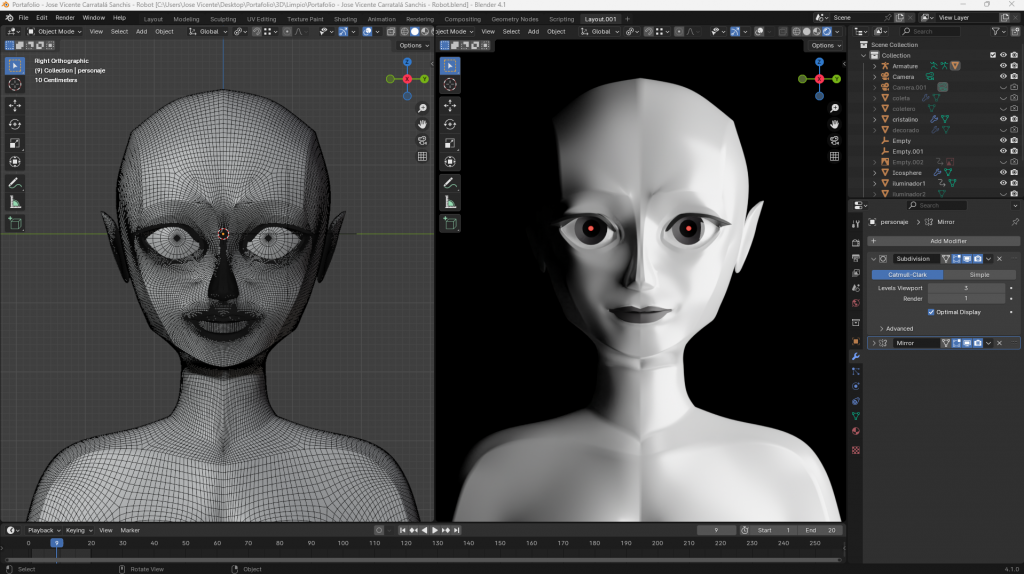 Portafolio - Jose Vicente Carratalá Sanchis - Robot [C:\Users\Jose Vicente\Desktop\Portafolio\3D\Limpio\Portafolio - Jose Vicente Carratalá Sanchis - Robot.blend] - Blender 4.1
File Edit Render Window Help Layout Modeling Sculpting UV Editing Texture Paint Shading Animation Rendering Compositing Geometry Nodes Scripting Layout.001 Scene View Layer
Object Mode View Select Add Object Global
ject Mode View Select Add Object Global
Search
Options
Options
Right Orthographic
(9) Collection | personaje
10 Centimeters
Z
Y
X
Z
Y
X
Scene Collection
Collection
Armature
Camera
Camera.001
coleta
coletero
cristalino
decorado
Empty
Empty.001
Empty.002
Icosphere
iluminador1
iluminador2
Search
personaje > Mirror
+ Add Modifier
Subdivision
Catmull-Clark Simple
Levels Viewport 3
Render 1
Optimal Display
Advanced
Mirror
Playback Keying View Marker
9 Start 1 End 20
0 9 20 30 40 50 60 70 80 90 100 110 120 130 140 150 160 170 180 190 200 210 220 230 240 250
Select Rotate View Object 4.1.0